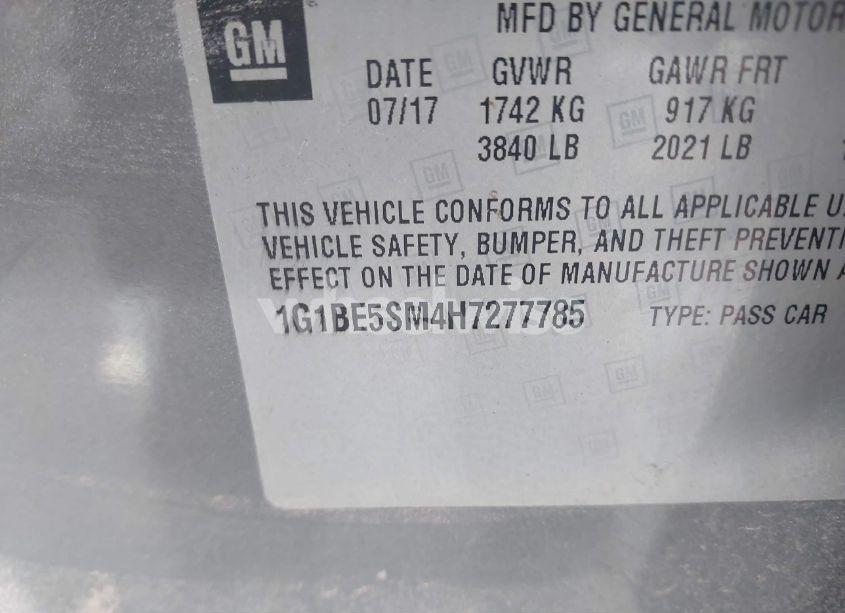 MFD BY GENERAL MOTOR
GM
DATE GVWR GAWR FRT
07/17 1742 KG 917 KG
3840 LB 2021 LB
THIS VEHICLE CONFORMS TO ALL APPLICABLE U
VEHICLE SAFETY, BUMPER, AND THEFT PREVENTI
EFFECT ON THE DATE OF MANUFACTURE SHOWN A
1G1BE5SM4H7277785 TYPE: PASS CAR